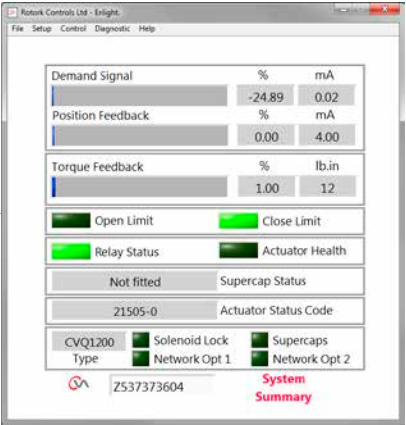 Rotork Controls Ltd - Enlight.
File Setup Control Diagnostic Help
Demand Signal % mA
-24.89 0.02
Position Feedback % mA
0.00 4.00
Torque Feedback % lb.in
1.00 12
Open Limit Close Limit
Relay Status Actuator Health
Not fitted Supercap Status
21505-0 Actuator Status Code
CVQ1200 Solenoid Lock Supercaps
Type Network Opt 1 Network Opt 2
Z537373604 System
Summary